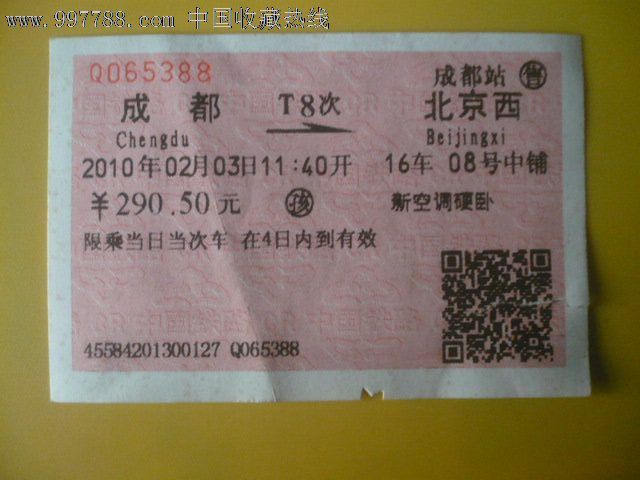 www.997788.com 中国收藏热线
Q065388 成都站 售
成都 T8次 北京西
Chengdu Beijingxi
2010年02月03日11:40开 16车 08号中铺
￥290.50元 孩 新空调硬卧
限乘当日当次车 在4日内到有效
45584201300127 Q065388